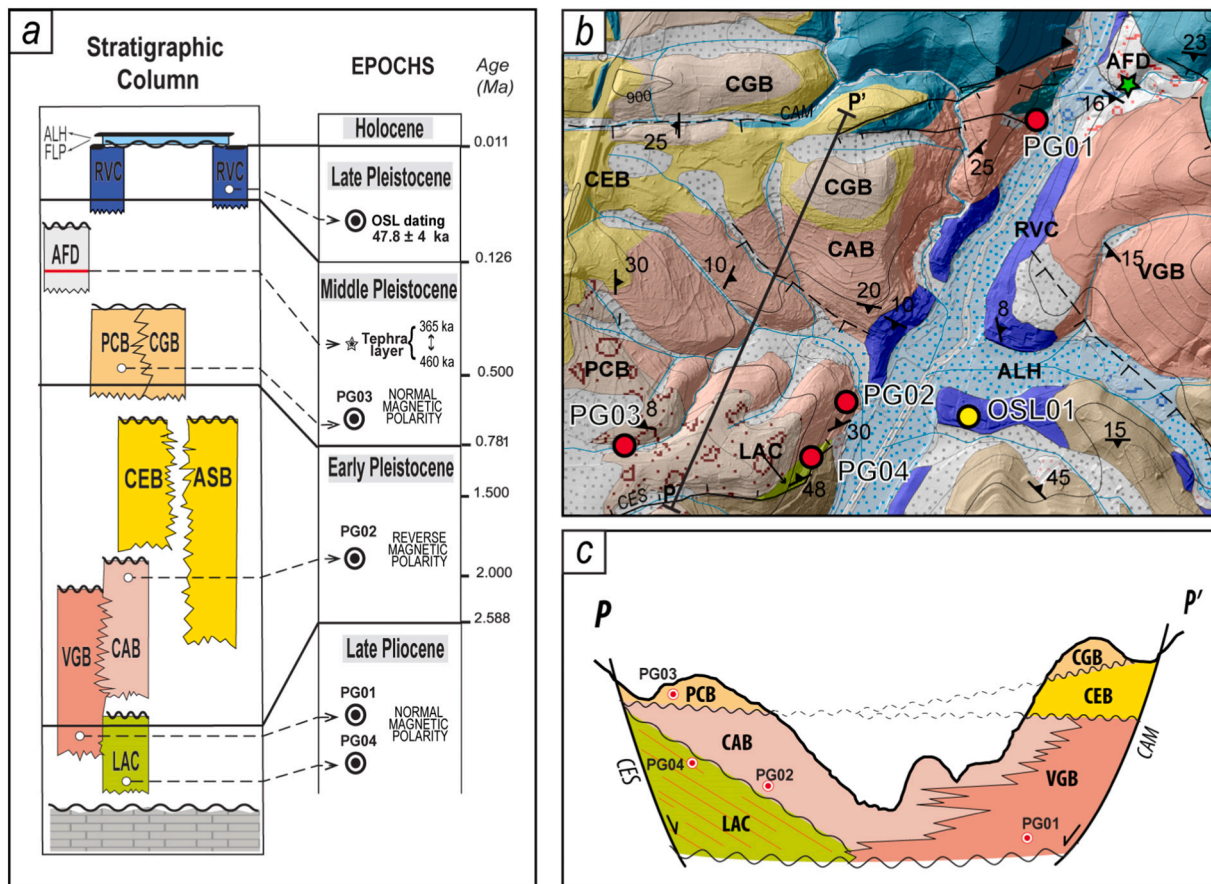 a
Stratigraphic
Column
EPOCHS
Age
(Ma)
ALH
FLP
RVC
RVC
Holocene
0.011
Late Pleistocene
OSL dating
47.8 ± 4 ka
0.126
AFD
Middle Pleistocene
Tephra
layer
365 ka
460 ka
PCB
CGB
0.500
PG03
NORMAL
MAGNETIC
POLARITY
0.781
CEB
ASB
Early Pleistocene
1.500
PG02
REVERSE
MAGNETIC
POLARITY
2.000
2.588
VGB
CAB
Late Pliocene
PG01
NORMAL
MAGNETIC
POLARITY
PG04
LAC
b
23
AFD
CGB
900
CAM
P'
16
PG01
25
25
CEB
CGB
RVC
CAB
15
VGB
30
10
20
10
8
PCB
ALH
PG02
PG03
8
OSL01
30
15
LAC
PG04
CES
P
48
45
c
P
P'
PG03
PCB
CGB
CEB
CAB
CES
PG04
PG02
VGB
CAM
LAC
PG01